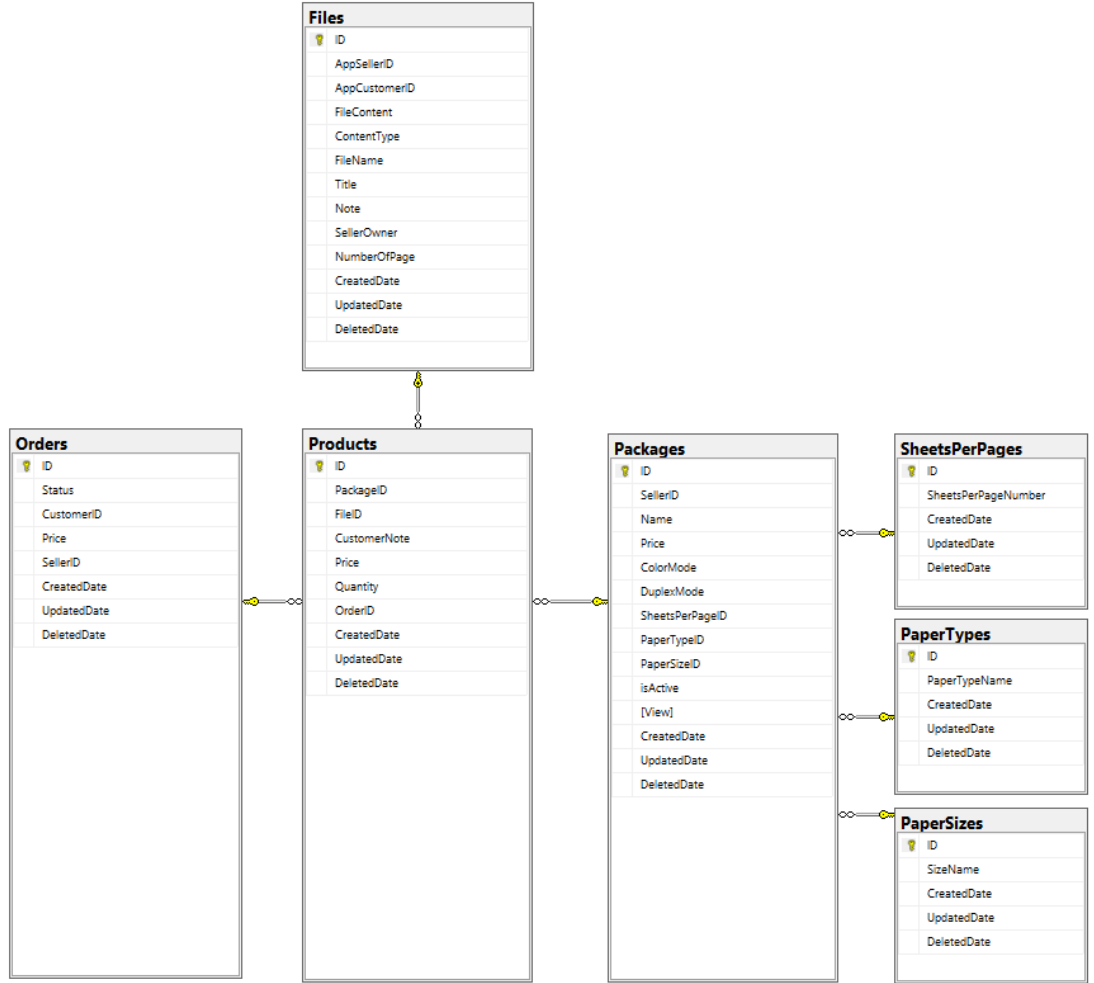 Files
ID
AppSellerID
AppCustomerID
FileContent
ContentType
FileName
Title
Note
SellerOwner
NumberOfPage
CreatedDate
UpdatedDate
DeletedDate
Orders
ID
Status
CustomerID
Price
SellerID
CreatedDate
UpdatedDate
DeletedDate
Products
ID
PackageID
FileID
CustomerNote
Price
Quantity
OrderID
CreatedDate
UpdatedDate
DeletedDate
Packages
ID
SellerID
Name
Price
ColorMode
DuplexMode
SheetsPerPageID
PaperTypeID
PaperSizeID
isActive
[View]
CreatedDate
UpdatedDate
DeletedDate
SheetsPerPages
ID
SheetsPerPageNumber
CreatedDate
UpdatedDate
DeletedDate
PaperTypes
ID
PaperTypeName
CreatedDate
UpdatedDate
DeletedDate
PaperSizes
ID
SizeName
CreatedDate
UpdatedDate
DeletedDate